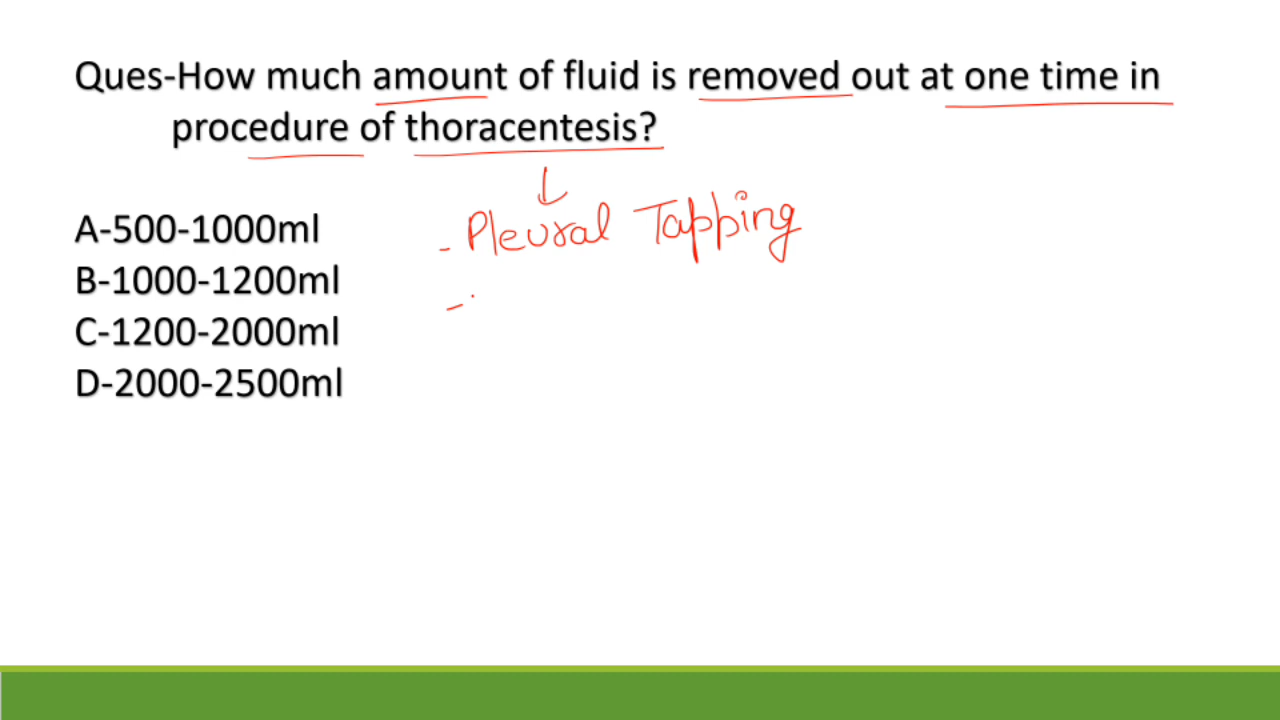 Ques-How much amount of fluid is removed out at one time in
procedure of thoracentesis?
- Pleural Tapping
A-500-1000ml
B-1000-1200ml
-
C-1200-2000ml
D-2000-2500ml